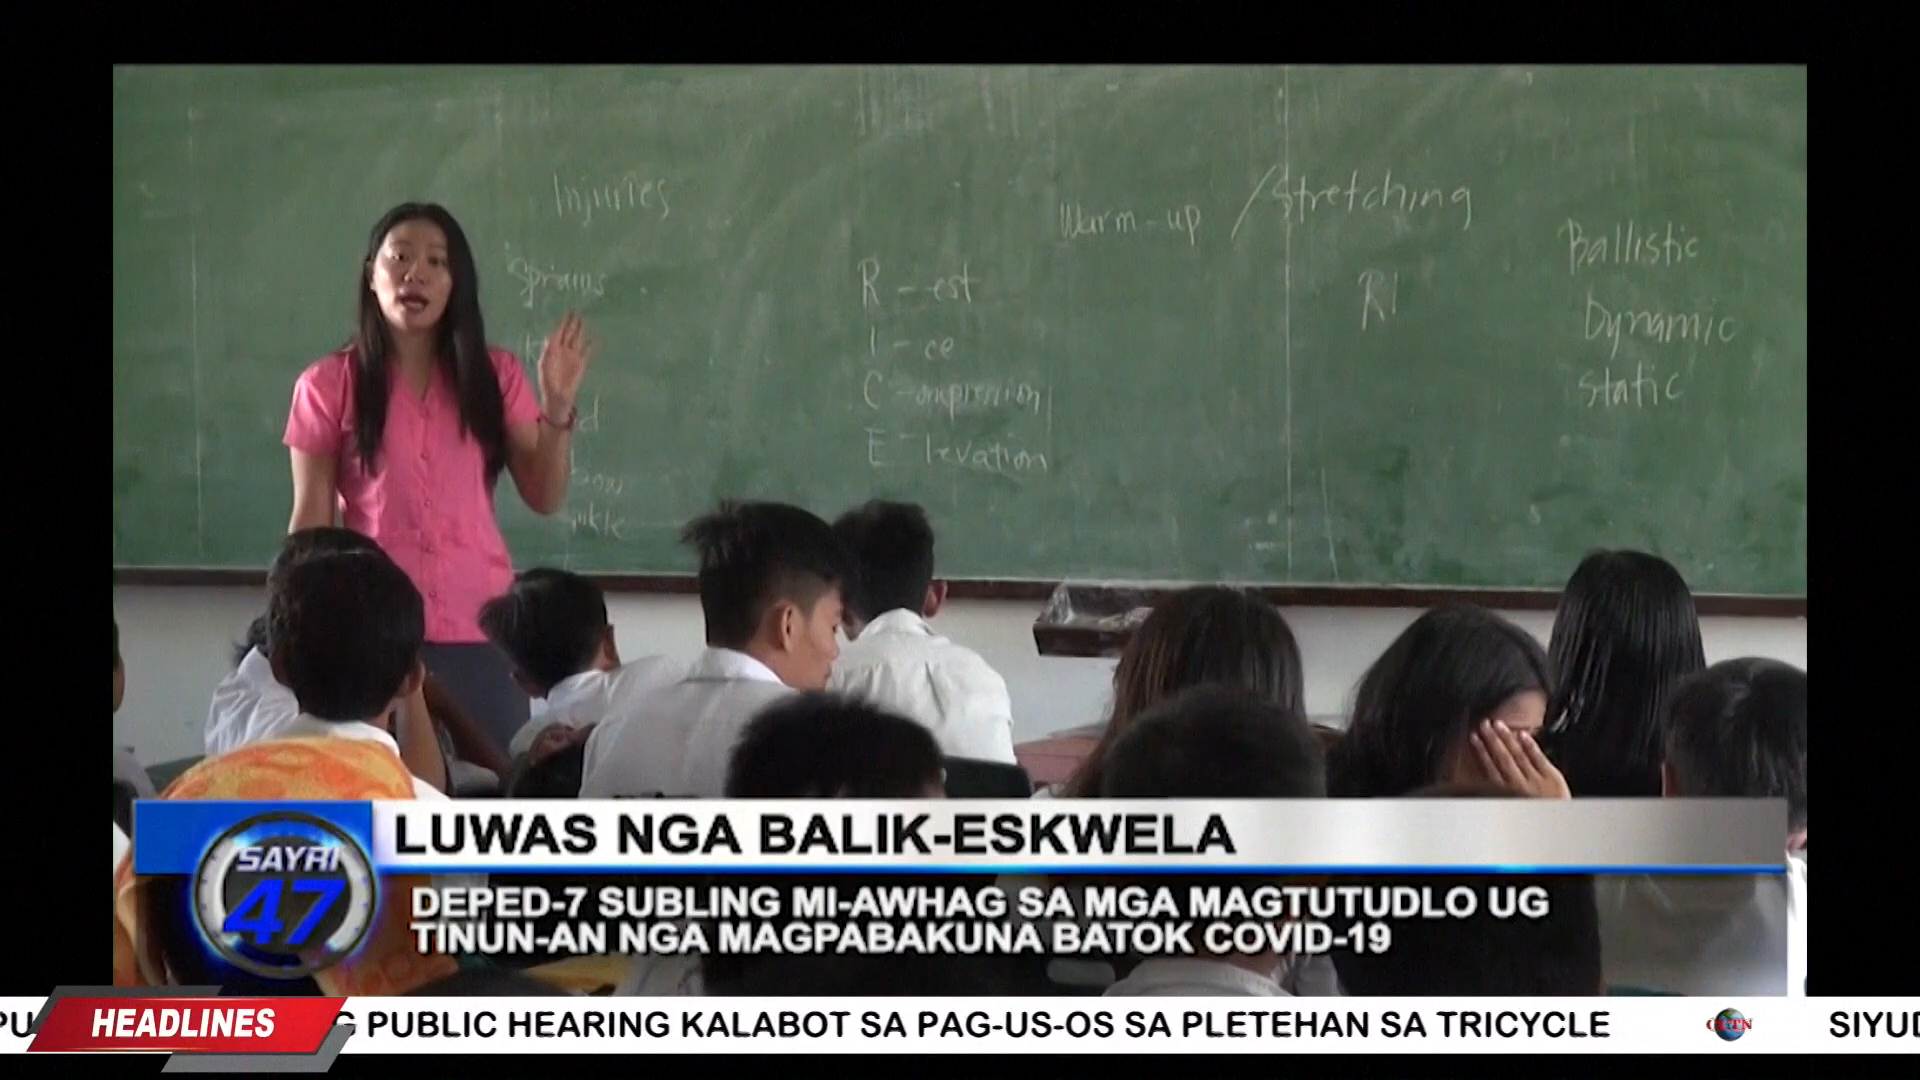 Injuries
Warm-up / Stretching
Sprains
R - est
RI
Ballistic
I - ce
Dynamic
C - ompression
Static
E - levation
LUWAS NGA BALIK-ESKWELA
SAYRI
47
DEPED-7 SUBLING MI-AWHAG SA MGA MAGTUTUDLO UG
TINUN-AN NGA MAGPABAKUNA BATOK COVID-19
HEADLINES
PUBLIC HEARING KALABOT SA PAG-US-OS SA PLETEHAN SA TRICYCLE
CCTN